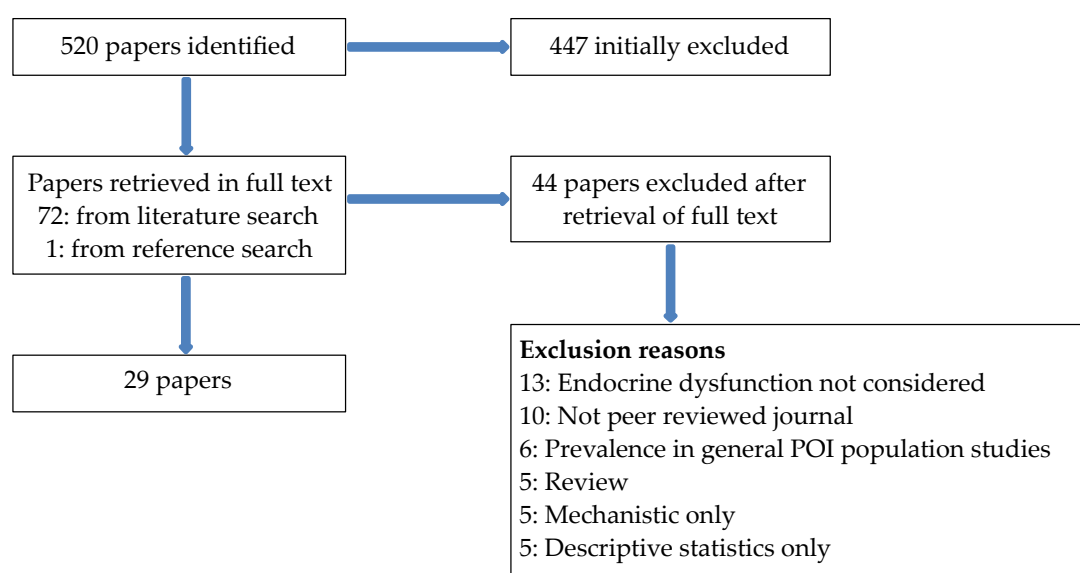 520 papers identified
447 initially excluded
Papers retrieved in full text
72: from literature search
1: from reference search
44 papers excluded after
retrieval of full text
29 papers
Exclusion reasons
13: Endocrine dysfunction not considered
10: Not peer reviewed journal
6: Prevalence in general POI population studies
5: Review
5: Mechanistic only
5: Descriptive statistics only